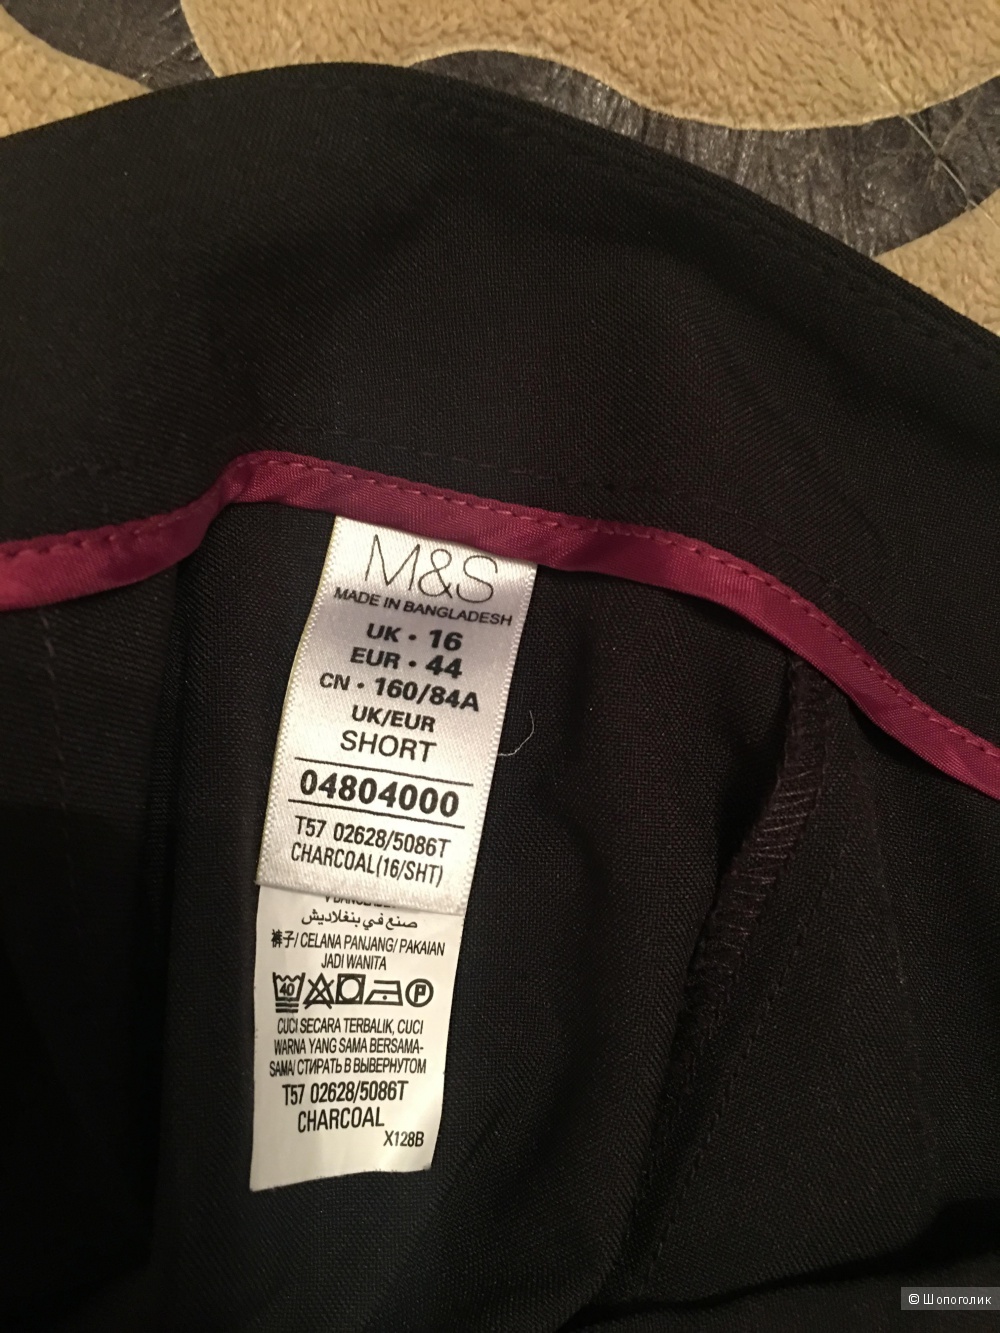 M&S
MADE IN BANGLADESH
UK • 16
EUR • 44
CN • 160/84A
UK/EUR
SHORT
04804000
T57 02628/5086T
CHARCOAL(16/SHT)
صنع في بنغلاديش
裤子/ CELANA PANJANG/ PAKAIAN
JADI WANITA
40 P
CUCI SECARA TERBALIK, CUCI
WARNA YANG SAMA BERSAMA-
SAMA/ СТИРАТЬ В ВЫВЕРНУТОМ
T57 02628/5086T
CHARCOAL
X128B
© Шопоголик